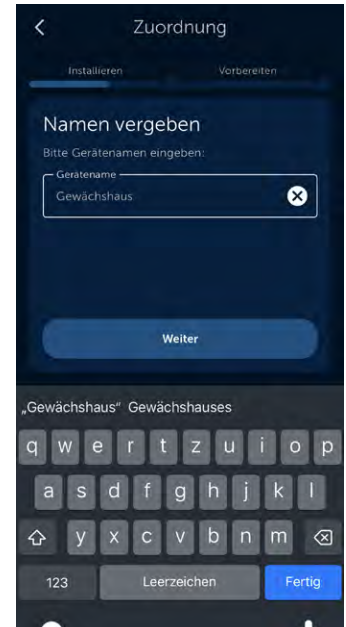 Zuordnung
Installieren Vorbereiten
Namen vergeben
Bitte Gerätenamen eingeben:
Gerätename
Gewächshaus
Weiter
„Gewächshaus“ Gewächshauses
q w e r t z u i o p
a s d f g h j k l
y x c v b n m
123 Leerzeichen Fertig